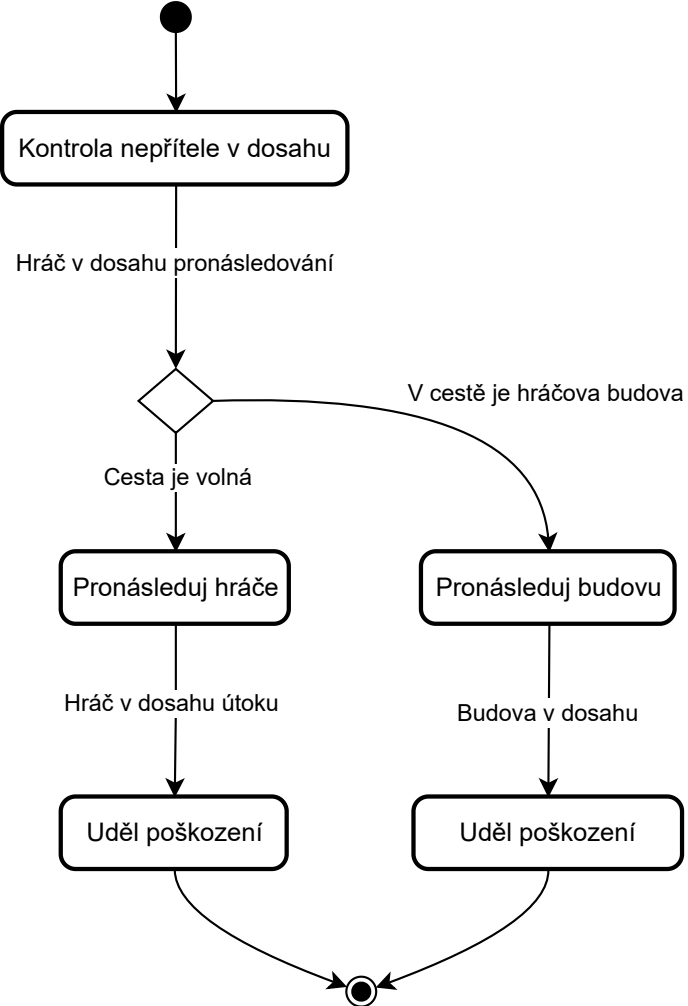 Kontrola nepřítele v dosahu
Hráč v dosahu pronásledování
V cestě je hráčova budova
Cesta je volná
Pronásleduj hráče
Pronásleduj budovu
Hráč v dosahu útoku
Budova v dosahu
Uděl poškození
Uděl poškození